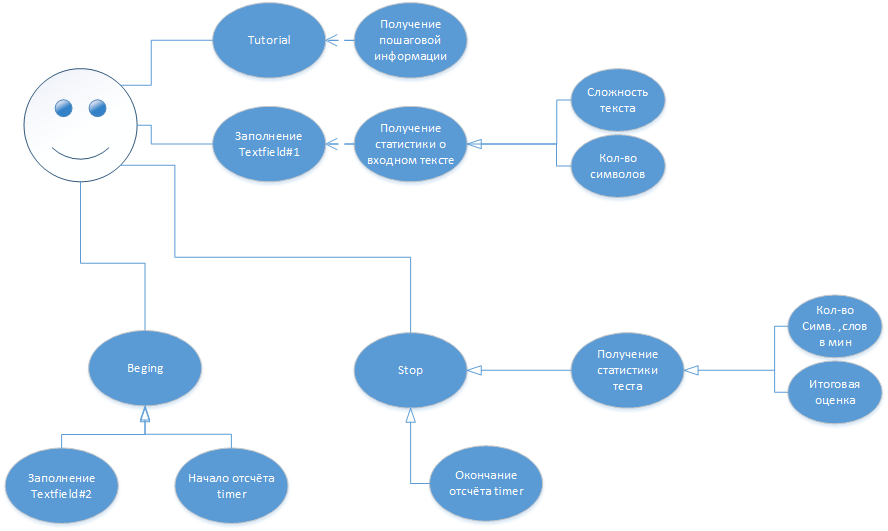 Tutorial
Получение
пошаговой
информации
Заполнение
Textfield#1
Получение
статистики о
входном тексте
Сложность
текста
Кол-во
символов
Beging
Stop
Получение
статистики
теста
Кол-во
Симв. ,слов
в мин
Итоговая
оценка
Заполнение
Textfield#2
Начало отсчёта
timer
Окончание
отсчёта timer